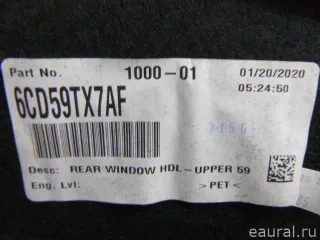 Part No. 1000-01 01/20/2020
05:24:50
6CD59TX7AF
Desc: REAR WINDOW HDL-UPPER 59
Eng. Lvl: >PET<
eaural.ru